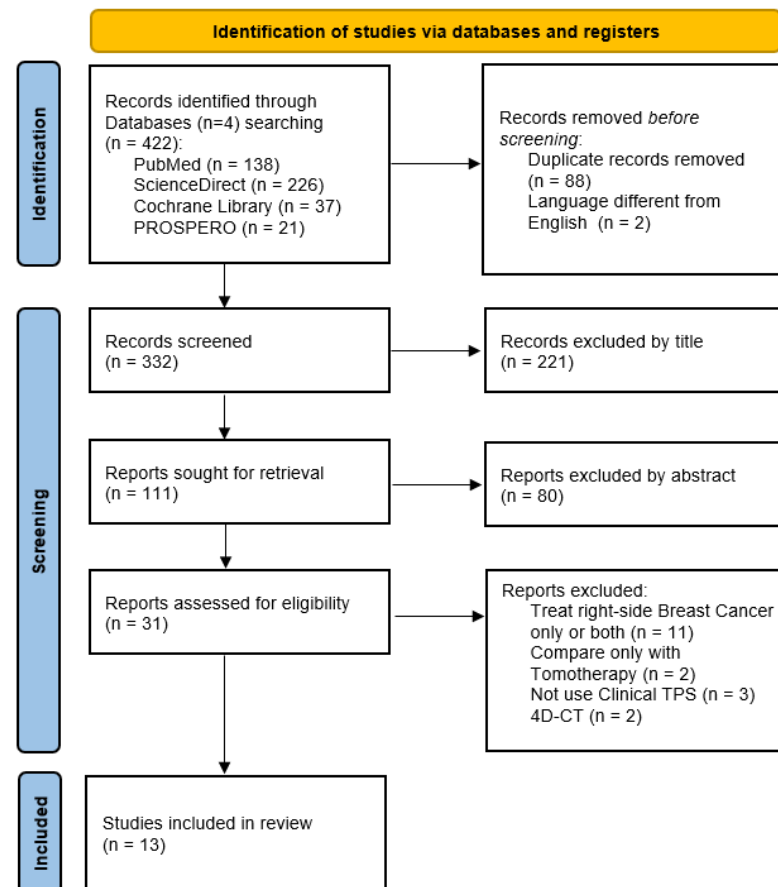 Identification of studies via databases and registers
Identification
Records identified through
Databases (n=4) searching
(n = 422):
PubMed (n = 138)
ScienceDirect (n = 226)
Cochrane Library (n = 37)
PROSPERO (n = 21)
Records removed before
screening:
Duplicate records removed
(n = 88)
Language different from
English (n = 2)
Screening
Records screened
(n = 332)
Records excluded by title
(n = 221)
Reports sought for retrieval
(n = 111)
Reports excluded by abstract
(n = 80)
Reports assessed for eligibility
(n = 31)
Reports excluded:
Treat right-side Breast Cancer
only or both (n = 11)
Compare only with
Tomotherapy (n = 2)
Not use Clinical TPS (n = 3)
4D-CT (n = 2)
Included
Studies included in review
(n = 13)